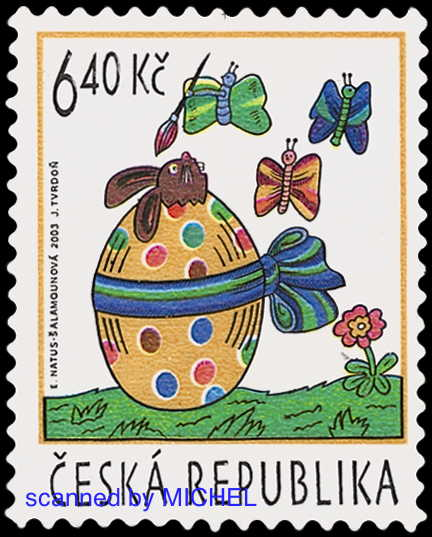 6,40 Kč
E. NATUS-ŠALAMOUNOVÁ 2003 J. TVRDOŇ
ČESKÁ REPUBLIKA
scanned by MICHEL